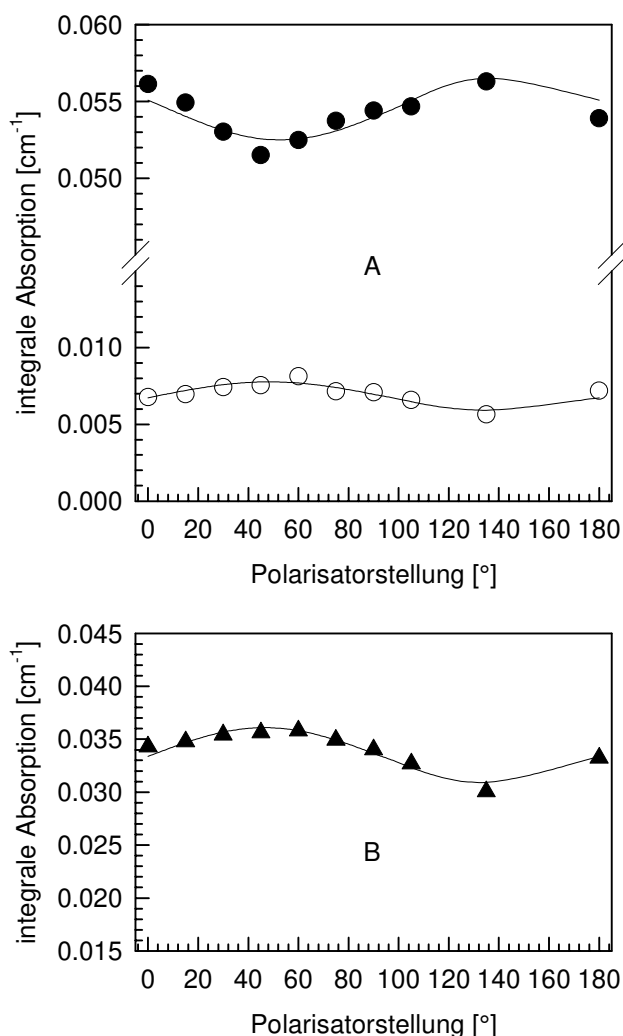 0.060
0.055
0.050
0.010
0.005
0.000
integrale Absorption [cm⁻¹]
A
0 20 40 60 80 100 120 140 160 180
Polarisatorstellung [°]
0.045
0.040
0.035
0.030
0.025
0.020
0.015
integrale Absorption [cm⁻¹]
B
0 20 40 60 80 100 120 140 160 180
Polarisatorstellung [°]